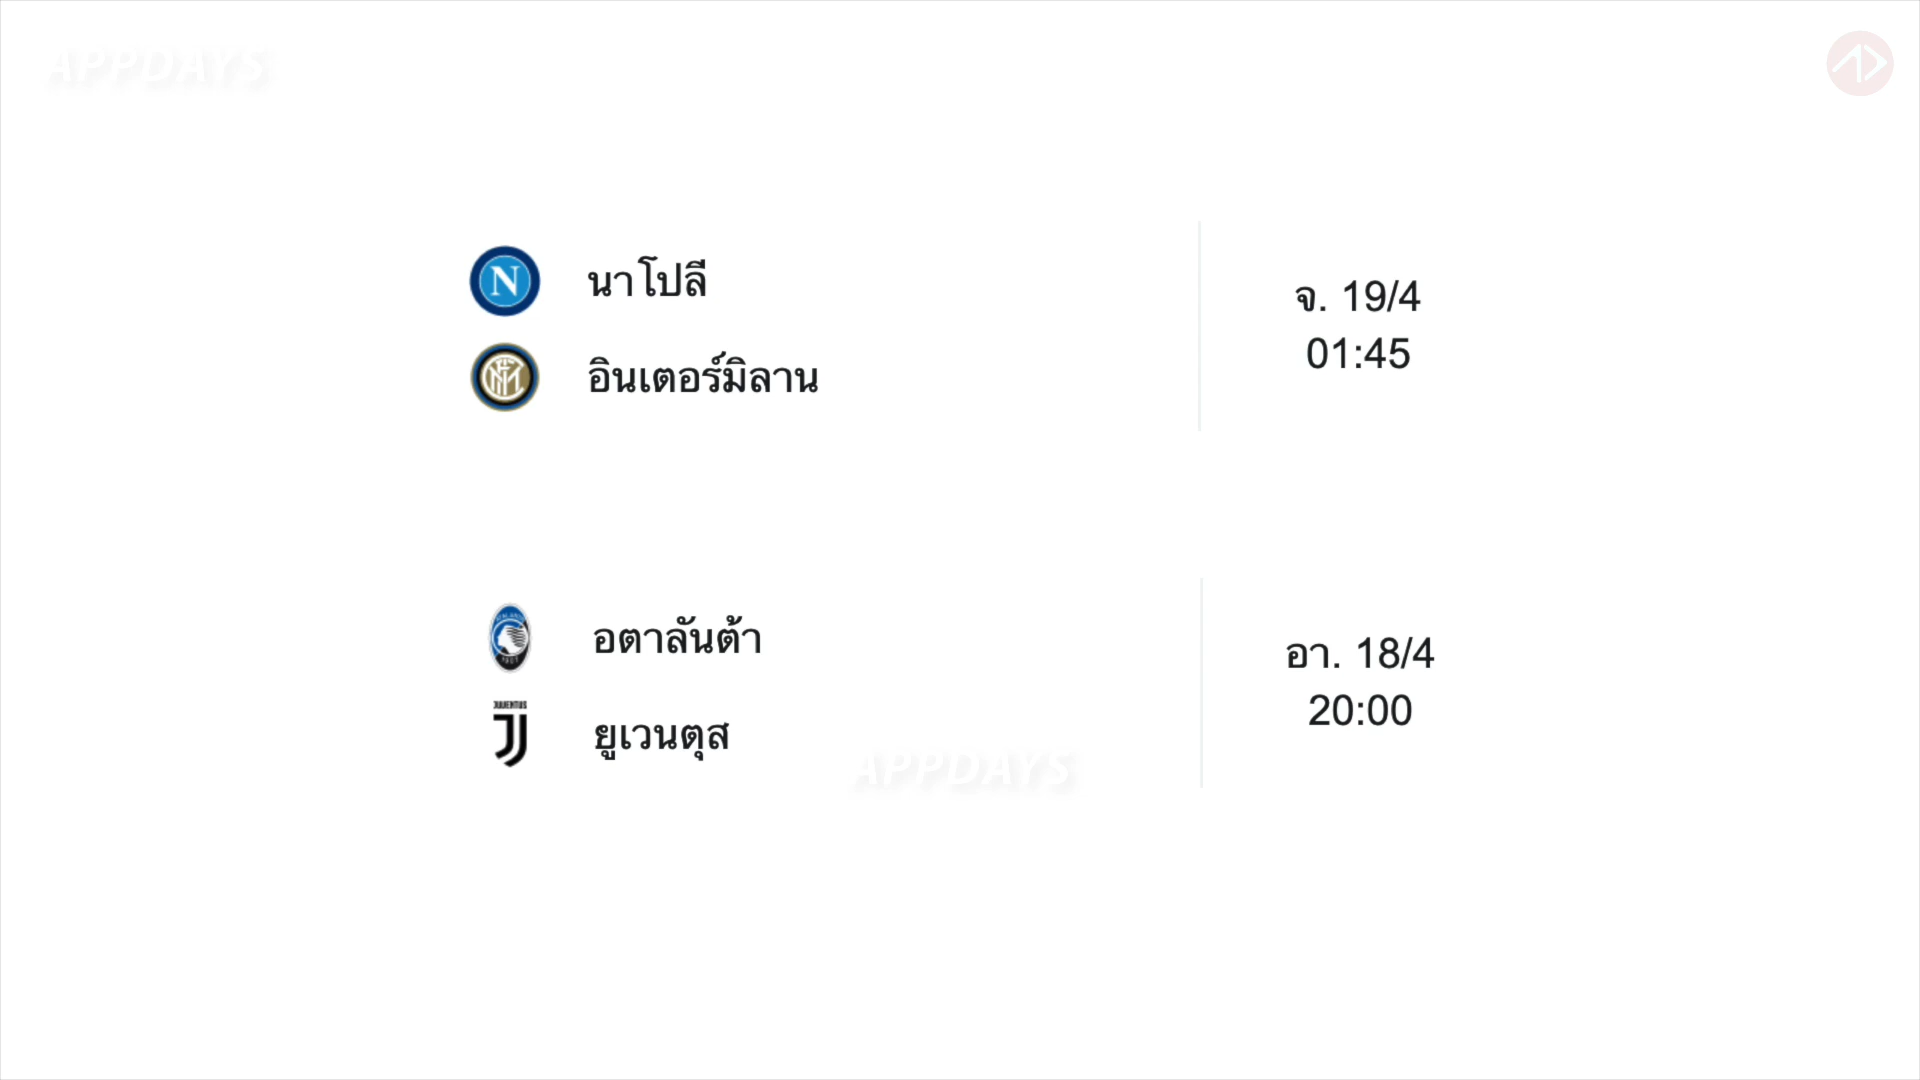 APPDAYS
นาโปลี
อินเตอร์มิลาน
จ. 19/4
01:45
อตาลันต้า
JUVENTUS
ยูเวนตุส
อา. 18/4
20:00
APPDAYS